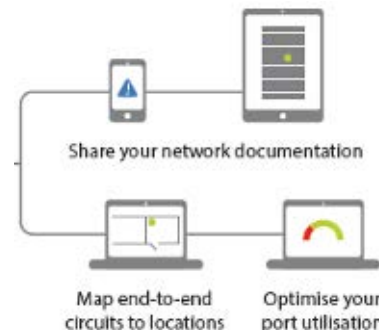 Share your network documentation
Map end-to-end
circuits to locations
Optimise your
port utilisation